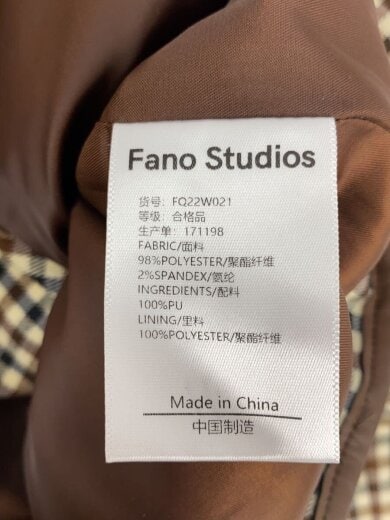 Fano Studios
货号: FQ22W021
等级: 合格品
生产单: 171198
FABRIC/面料
98%POLYESTER/聚酯纤维
2%SPANDEX/氨纶
INGREDIENTS/配料
100%PU
LINING/里料
100%POLYESTER/聚酯纤维
Made in China
中国制造